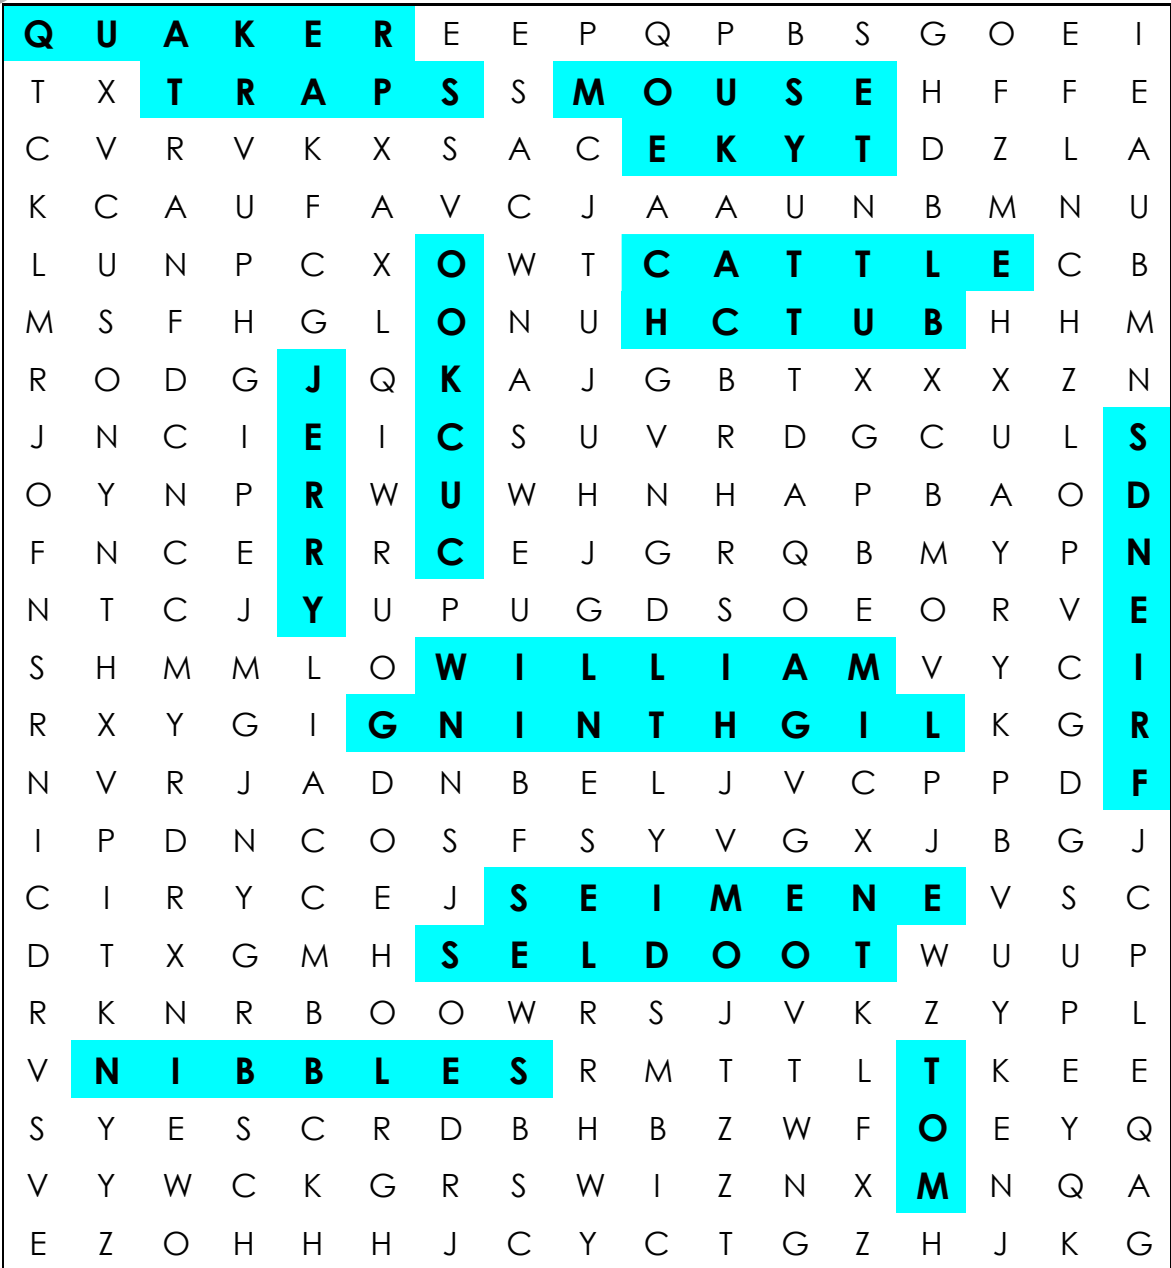 Q U A K E R E E P Q P B S G O E I
T X T R A P S S M O U S E H F F E
C V R V K X S A C E K Y T D Z L A
K C A U F A V C J A A U N B M N U
L U N P C X O W T C A T T L E C B
M S F H G L O N U H C T U B H H M
R O D G J Q K A J G B T X X X Z N
J N C I E I C S U V R D G C U L S
O Y N P R W U W H N H A P B A O D
F N C E R R C E J G R Q B M Y P N
N T C J Y U P U G D S O E O R V E
S H M M L O W I L L I A M V Y C I
R X Y G I G N I N T H G I L K G R
N V R J A D N B E L J V C P P D F
I P D N C O S F S Y V G X J B G J
C I R Y C E J S E I M E N E V S C
D T X G M H S E L D O O T W U U P
R K N R B O O W R S J V K Z Y P L
V N I B B L E S R M T T L T K E E
S Y E S C R D B H B Z W F O E Y Q
V Y W C K G R S W I Z N X M N Q A
E Z O H H H J C Y C T G Z H J K G